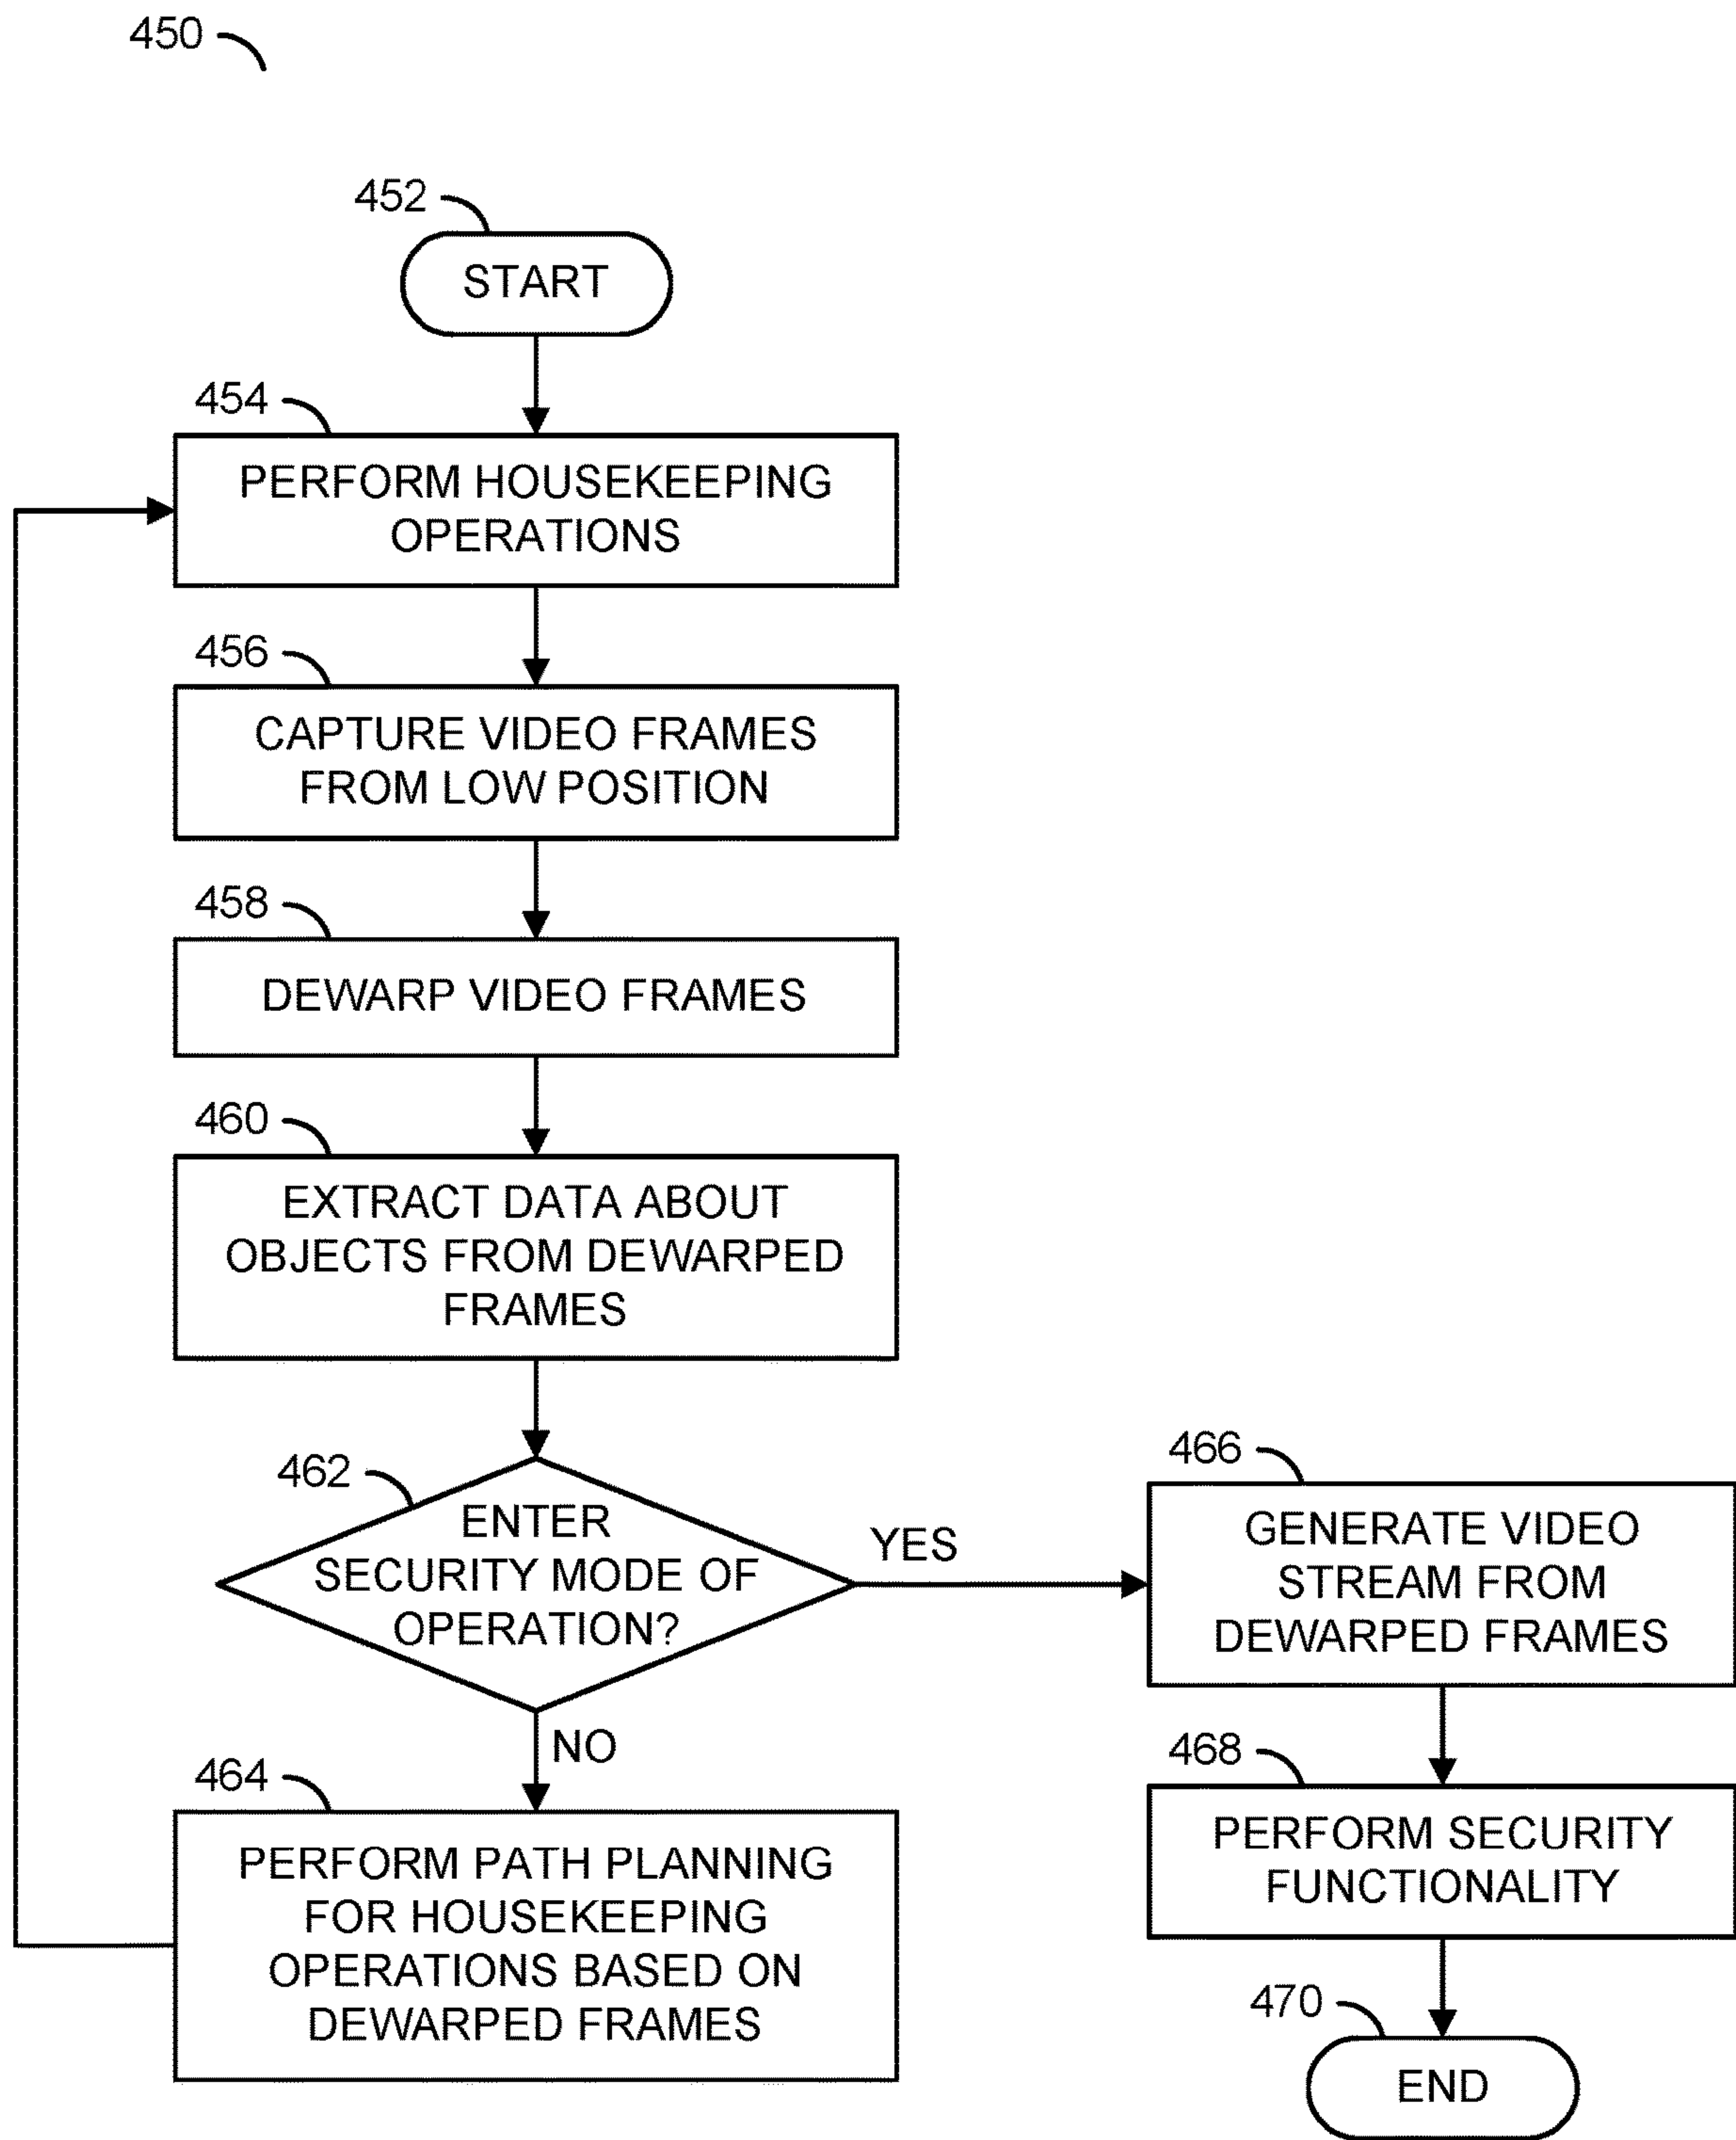 450
452
START
454
PERFORM HOUSEKEEPING
OPERATIONS
456
CAPTURE VIDEO FRAMES
FROM LOW POSITION
458
DEWARP VIDEO FRAMES
460
EXTRACT DATA ABOUT
OBJECTS FROM DEWARPED
FRAMES
462
ENTER
SECURITY MODE OF
OPERATION?
YES
NO
464
PERFORM PATH PLANNING
FOR HOUSEKEEPING
OPERATIONS BASED ON
DEWARPED FRAMES
466
GENERATE VIDEO
STREAM FROM
DEWARPED FRAMES
468
PERFORM SECURITY
FUNCTIONALITY
470
END